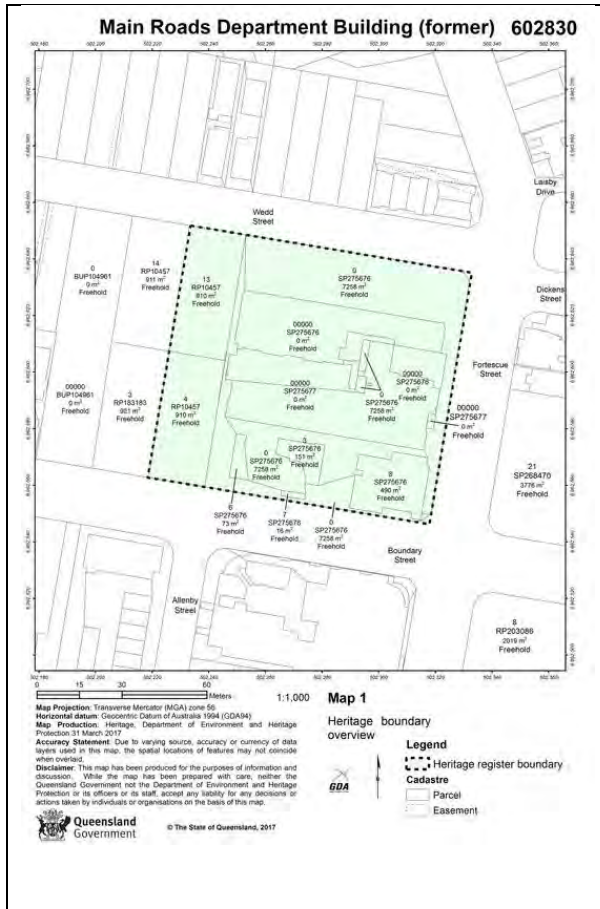 Main Roads Department Building (former) 602830
Laisby
Drive
Wedd
Street
0
BUP104961
0 m²
Freehold
14
RP10457
911 m²
Freehold
13
RP10457
810 m²
Freehold
0
SP275676
7258 m²
Freehold
Dickens
Street
00000
SP275676
0 m²
Freehold
Fortescue
Street
00000
BUP104961
0 m²
Freehold
3
RP183183
Freehold
4
RP10457
910 m²
Freehold
00000
SP275677
0 m²
Freehold
0
SP275676
7258 m²
Freehold
00000
SP275676
0 m²
Freehold
00000
SP275677
0 m²
Freehold
0
SP275676
7258 m²
Freehold
3
SP275676
151 m²
Freehold
SP275676
490 m²
Freehold
21
SP268470
3776 m²
Freehold
6
SP275676
73 m²
Freehold
7
SP275676
16 m²
Freehold
0
SP275676
7258 m²
Freehold
Boundary
Street
Allenby
Street
8
RP203086
Freehold
0 15 30 60
Meters
1:1,000
Map Projection: Transverse Mercator (MGA) zone 56
Horizontal datum: Geocentric Datum of Australia 1994 (GDA94)
Map Production: Heritage, Department of Environment and Heritage
Protection 31 March 2017
Accuracy Statement: Due to varying source, accuracy or currency of data
layers used in this map, the spatial locations of features may not coincide
when overlaid.
Disclaimer: This map has been produced for the purposes of information and
discussion. While the map has been prepared with care, neither the
Queensland Government not the Department of Environment and Heritage
Protection or its officers or its staff, accept any liability for any decisions or
actions taken by individuals or organisations on the basis of this map.
Map 1
Heritage boundary
overview
GDA
Legend
Heritage register boundary
Cadastre
Parcel
Easement
Queensland
Government
© The State of Queensland, 2017